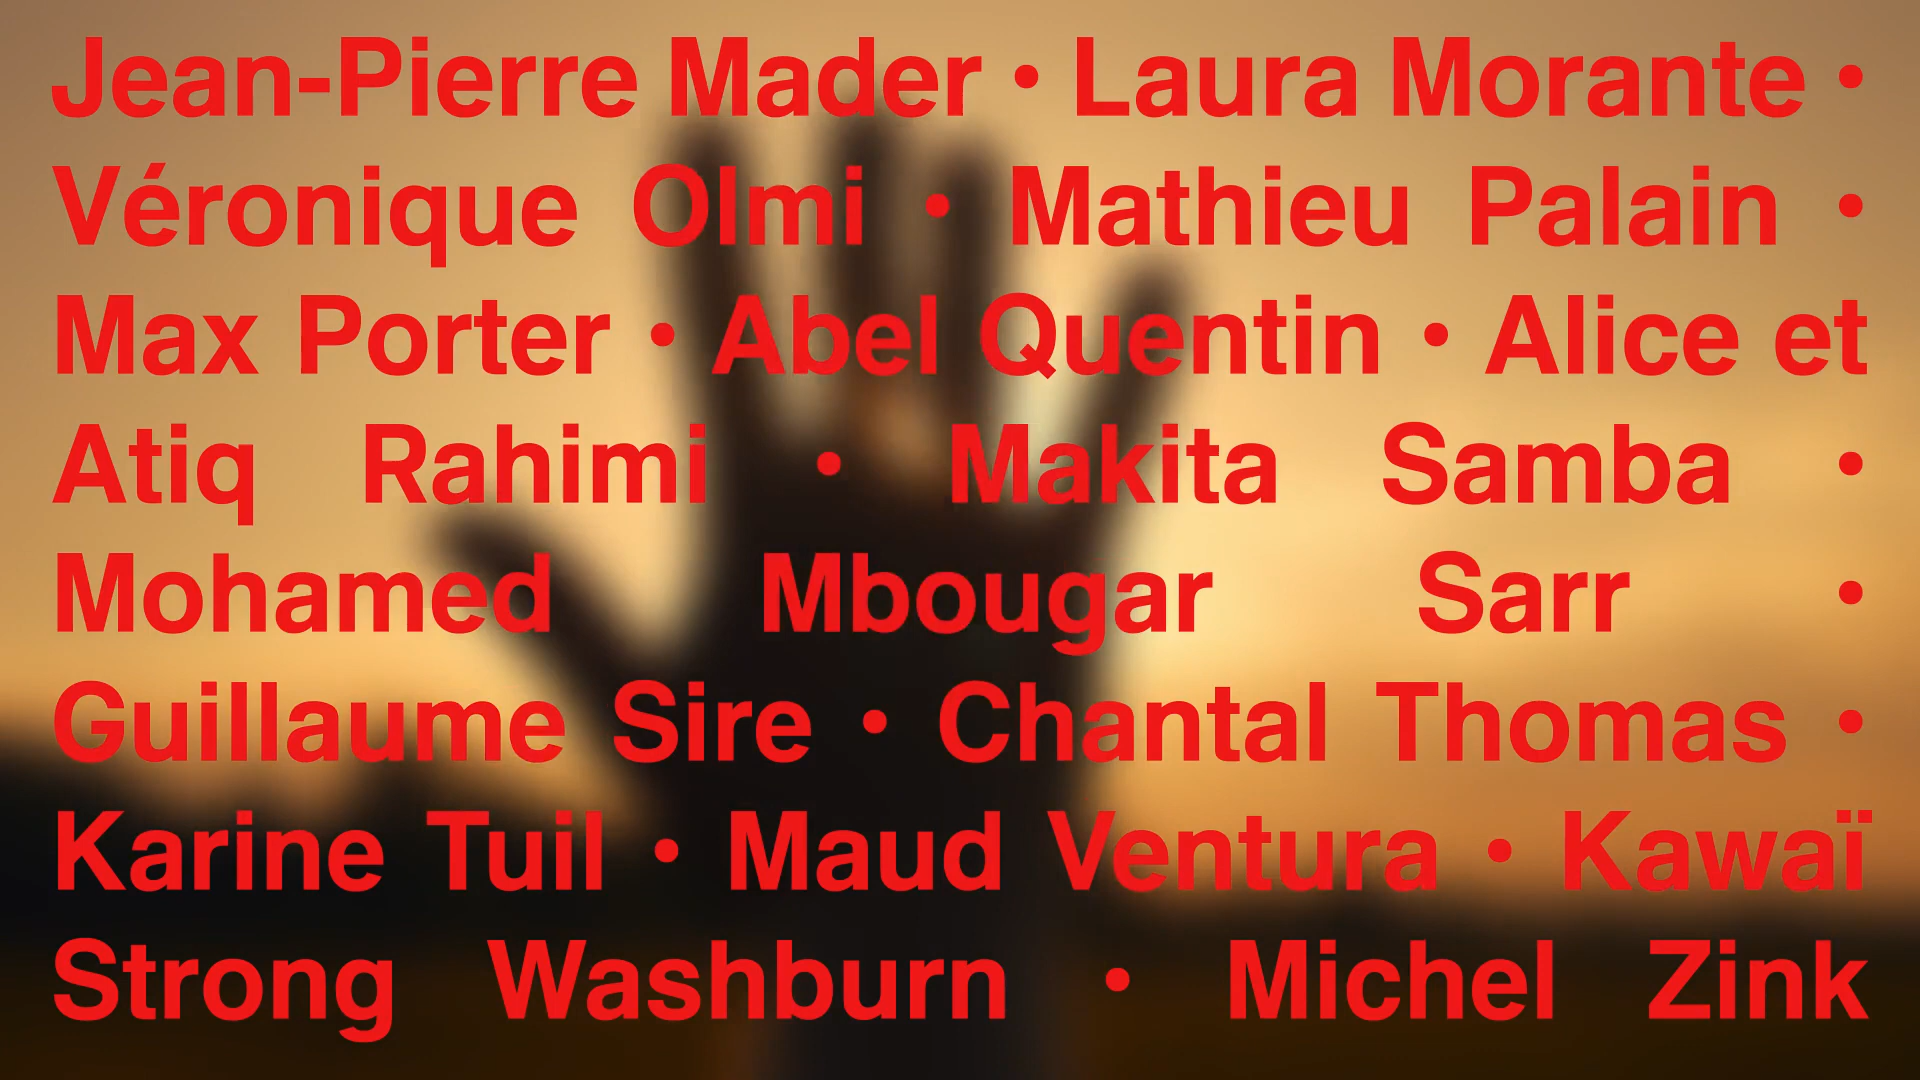 Jean-Pierre Mader • Laura Morante •
Véronique Olmi • Mathieu Palain •
Max Porter • Abel Quentin • Alice et
Atiq Rahimi • Makita Samba •
Mohamed Mbougar Sarr •
Guillaume Sire • Chantal Thomas •
Karine Tuil • Maud Ventura • Kawaï
Strong Washburn • Michel Zink